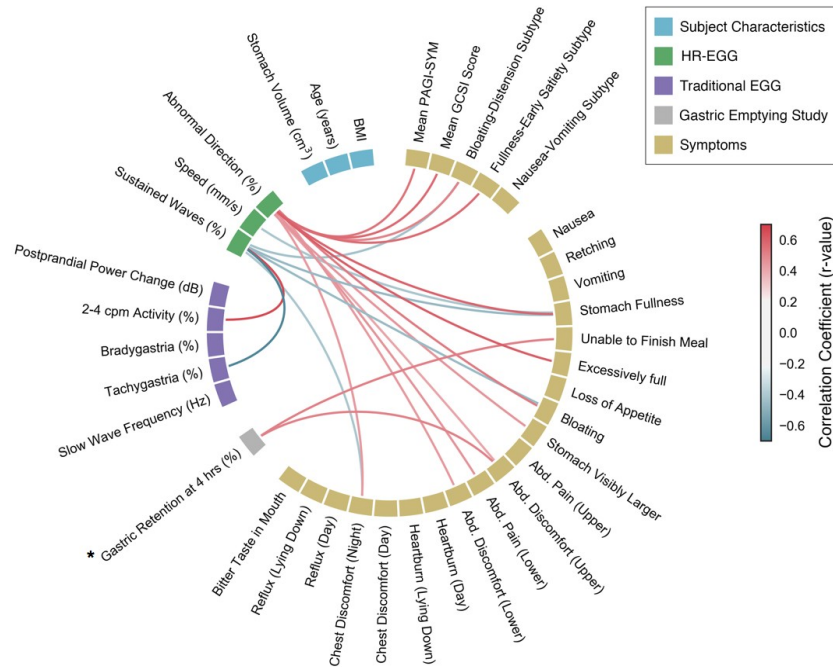 Subject Characteristics
HR-EGG
Traditional EGG
Gastric Emptying Study
Symptoms
Stomach Volume (cm3)
Age (years)
BMI
Mean PAGI-SYM
Mean GCSI Score
Bloating-Distension Subtype
Fullness-Early Satiety Subtype
Nausea-Vomiting Subtype
Abnormal Direction (%)
Speed (mm/s)
Sustained Waves (%)
Postprandial Power Change (dB)
2-4 cpm Activity (%)
Bradygastria (%)
Tachygastria (%)
Slow Wave Frequency (Hz)
* Gastric Retention at 4 hrs (%)
Nausea
Retching
Vomiting
Stomach Fullness
Unable to Finish Meal
Excessively full
Loss of Appetite
Bloating
Stomach Visibly Larger
Abd. Pain (Upper)
Abd. Discomfort (Upper)
Abd. Pain (Lower)
Abd. Discomfort (Lower)
Heartburn (Day)
Heartburn (Lying Down)
Chest Discomfort (Day)
Chest Discomfort (Night)
Reflux (Day)
Reflux (Lying Down)
Bitter Taste in Mouth
0.6
0.4
0.2
0.0
−0.2
−0.4
−0.6
Correlation Coefficient (r-value)